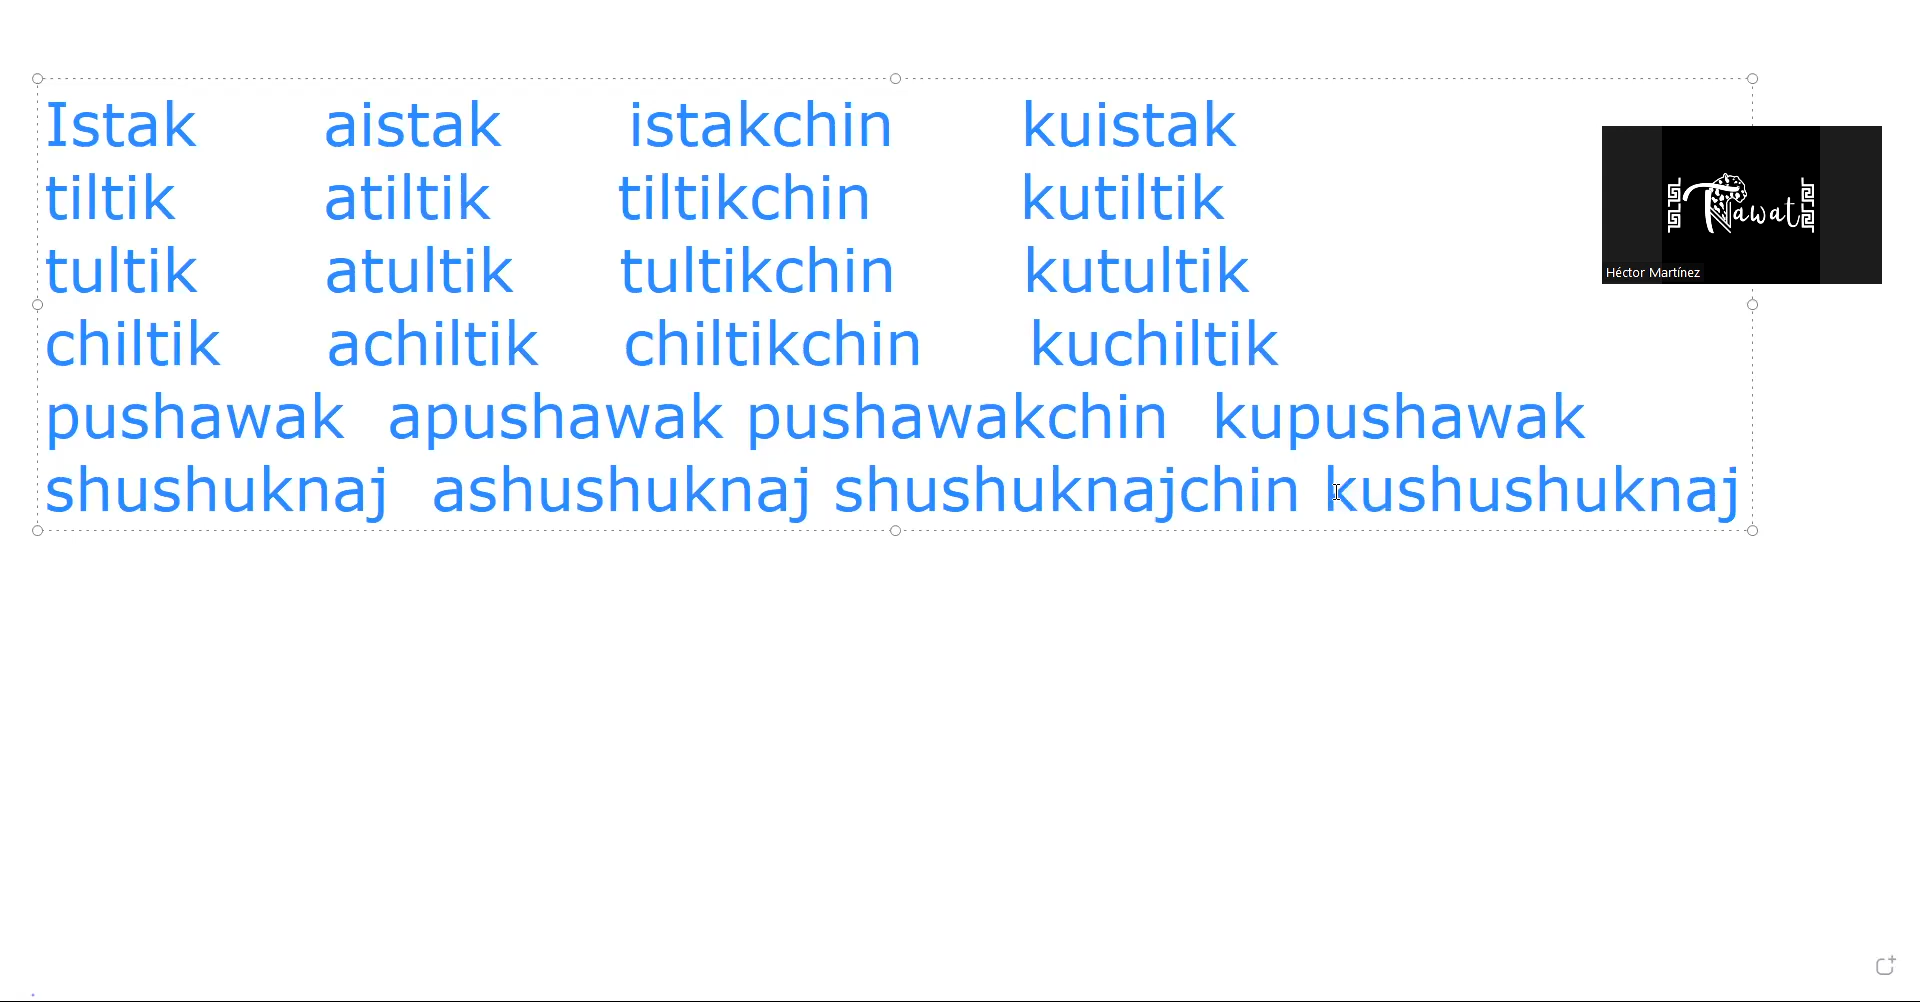 Istak aistak istakchin kuistak
tiltik atiltik tiltikchin kutiltik
tultik atultik tultikchin kutultik
chiltik achiltik chiltikchin kuchiltik
pushawak apushawak pushawakchin kupushawak
shushuknaj ashushuknaj shushuknajchin kushushuknaj
Tawat
Héctor Martínez